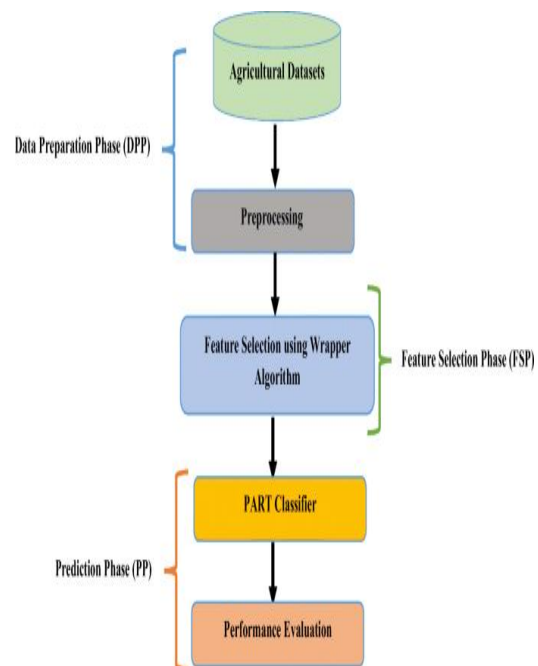 Agricultural Datasets
Data Preparation Phase (DPP)
Preprocessing
Feature Selection using Wrapper
Algorithm
Feature Selection Phase (FSP)
PART Classifier
Prediction Phase (PP)
Performance Evaluation